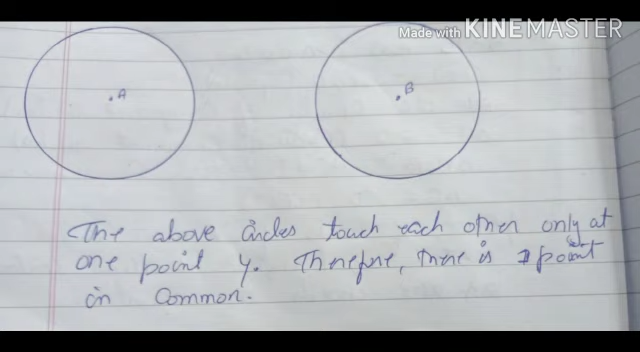 Made with KINEMASTER
A
B
The above circles touch each other only at
one point y. Therefore, there is 1 point
in Common.